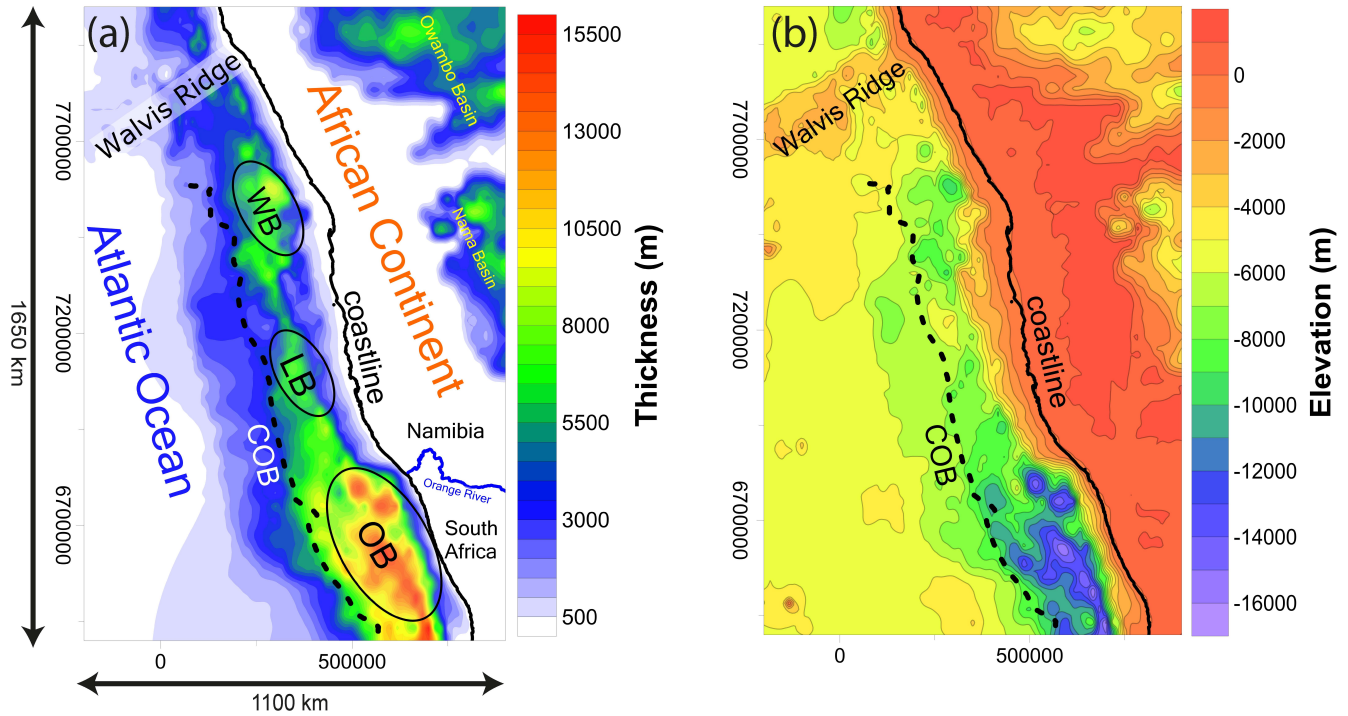 (a)
Walvis Ridge
Owambo Basin
African Continent
WB
Nama Basin
Atlantic Ocean
coastline
LB
COB
Namibia
Orange River
OB
South
Africa
7700000
7200000
6700000
0
500000
1650 km
1100 km
15500
13000
10500
8000
5500
3000
500
Thickness (m)
(b)
Walvis Ridge
coastline
COB
7700000
7200000
6700000
0
500000
0
-2000
-4000
-6000
-8000
-10000
-12000
-14000
-16000
Elevation (m)